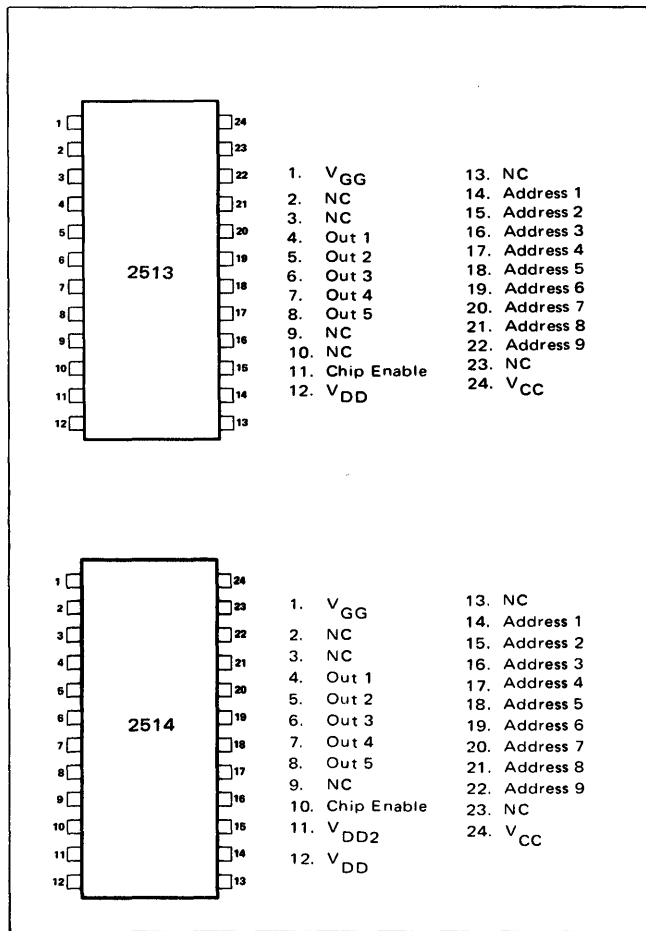 1 24
2 23
3 22
4 21
5 20
6 19
7 18
8 17
9 16
10 15
11 14
12 13
2513
1. VGG
2. NC
3. NC
4. Out 1
5. Out 2
6. Out 3
7. Out 4
8. Out 5
9. NC
10. NC
11. Chip Enable
12. VDD
13. NC
14. Address 1
15. Address 2
16. Address 3
17. Address 4
18. Address 5
19. Address 6
20. Address 7
21. Address 8
22. Address 9
23. NC
24. VCC
1 24
2 23
3 22
4 21
5 20
6 19
7 18
8 17
9 16
10 15
11 14
12 13
2514
1. VGG
2. NC
3. NC
4. Out 1
5. Out 2
6. Out 3
7. Out 4
8. Out 5
9. NC
10. Chip Enable
11. VDD2
12. VDD
13. NC
14. Address 1
15. Address 2
16. Address 3
17. Address 4
18. Address 5
19. Address 6
20. Address 7
21. Address 8
22. Address 9
23. NC
24. VCC